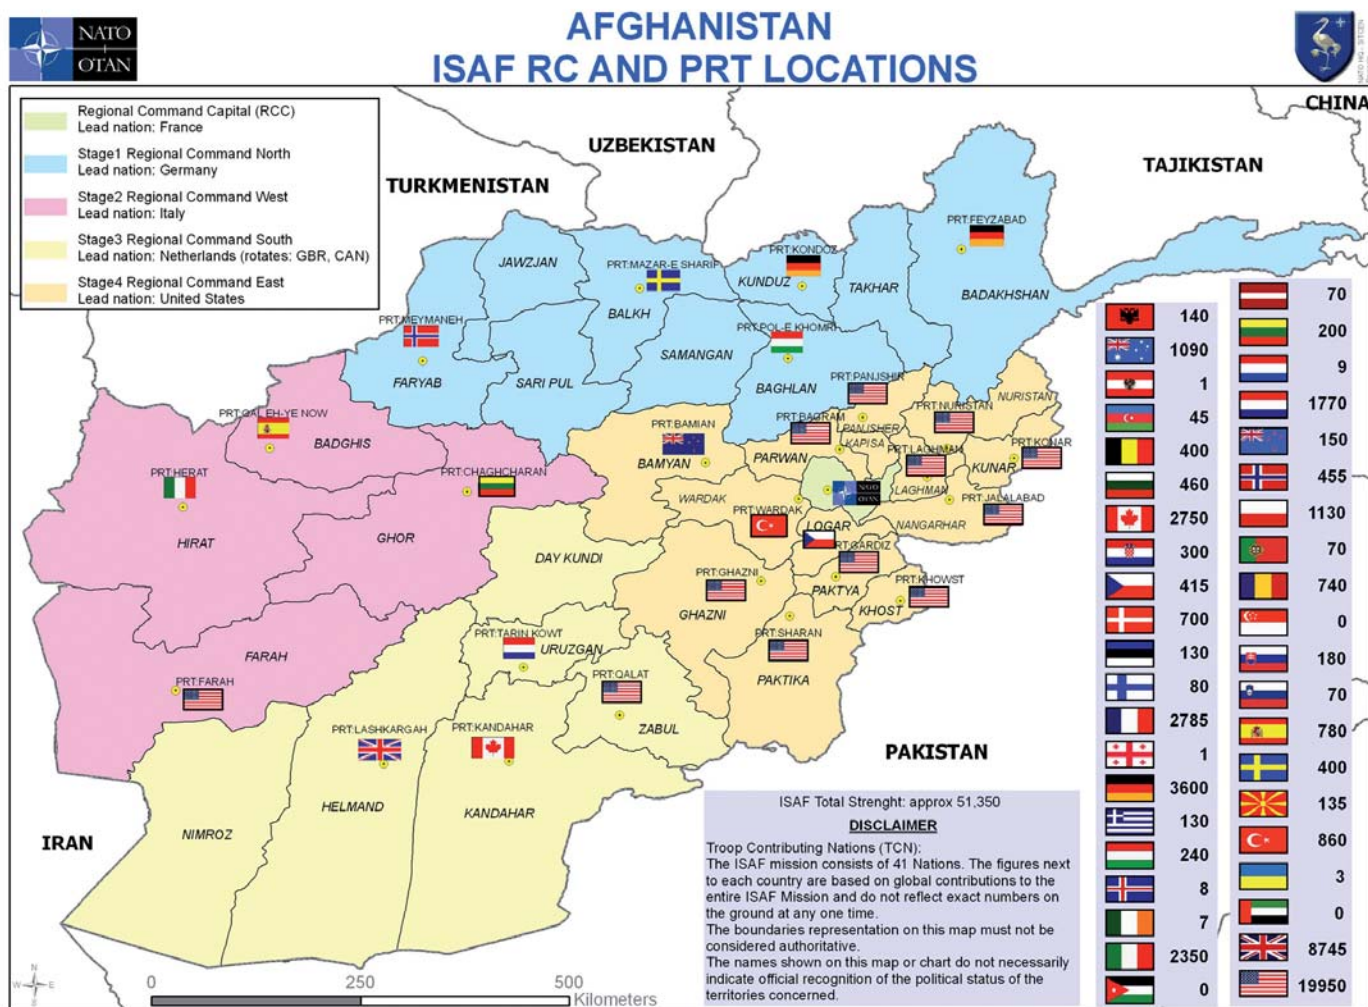 NATO
OTAN
AFGHANISTAN
ISAF RC AND PRT LOCATIONS
Regional Command Capital (RCC)
Lead nation: France
Stage1 Regional Command North
Lead nation: Germany
Stage2 Regional Command West
Lead nation: Italy
Stage3 Regional Command South
Lead nation: Netherlands (rotates: GBR, CAN)
Stage4 Regional Command East
Lead nation: United States
CHINA
UZBEKISTAN
TAJIKISTAN
TURKMENISTAN
PRT:FEYZABAD
PRT:KONDOZ
JAWZJAN
PRT:MAZAR-E SHARIF
KUNDUZ
TAKHAR
BADAKHSHAN
BALKH
PRT:MEYMANEH
PRT:POL-E KHOMRI
SAMANGAN
FARYAB
SARI PUL
BAGHLAN
PRT:PANJSHIR
NURISTAN
PRT:NURISTAN
PRT:QAL'EH-YE NOW
BADGHIS
PRT:BAMIAN
PRT:BAGRAM
PANJSHER
KAPISA
PRT:LAGHMAN
PRT:KONAR
BAMYAN
PARWAN
KUNAR
PRT:HERAT
PRT:CHAGHCHARAN
WARDAK
NATO
OTAN
LAGHMAN
PRT:JALALABAD
PRT:WARDAK
LOGAR
NANGARHAR
HIRAT
GHOR
DAY KUNDI
PRT:GARDIZ
PRT:GHAZNI
PAKTYA
PRT:KHOWST
GHAZNI
KHOST
PRT:TARIN KOWT
URUZGAN
PRT:SHARAN
FARAH
PRT:FARAH
PRT:QALAT
PAKTIKA
PRT:LASHKARGAH
PRT:KANDAHAR
ZABUL
PAKISTAN
HELMAND
KANDAHAR
NIMROZ
IRAN
ISAF Total Strenght: approx 51,350
DISCLAIMER
Troop Contributing Nations (TCN):
The ISAF mission consists of 41 Nations. The figures next
to each country are based on global contributions to the
entire ISAF Mission and do not reflect exact numbers on
the ground at any one time.
The boundaries representation on this map must not be
considered authoritative.
The names shown on this map or chart do not necessarily
indicate official recognition of the political status of the
territories concerned.
140
1090
1
45
400
460
2750
300
415
700
130
80
2785
1
3600
130
240
8
7
2350
0
70
200
9
1770
150
455
1130
70
740
0
180
70
780
400
135
860
3
0
8745
19950
N
W
E
S
0
250
500
Kilometers